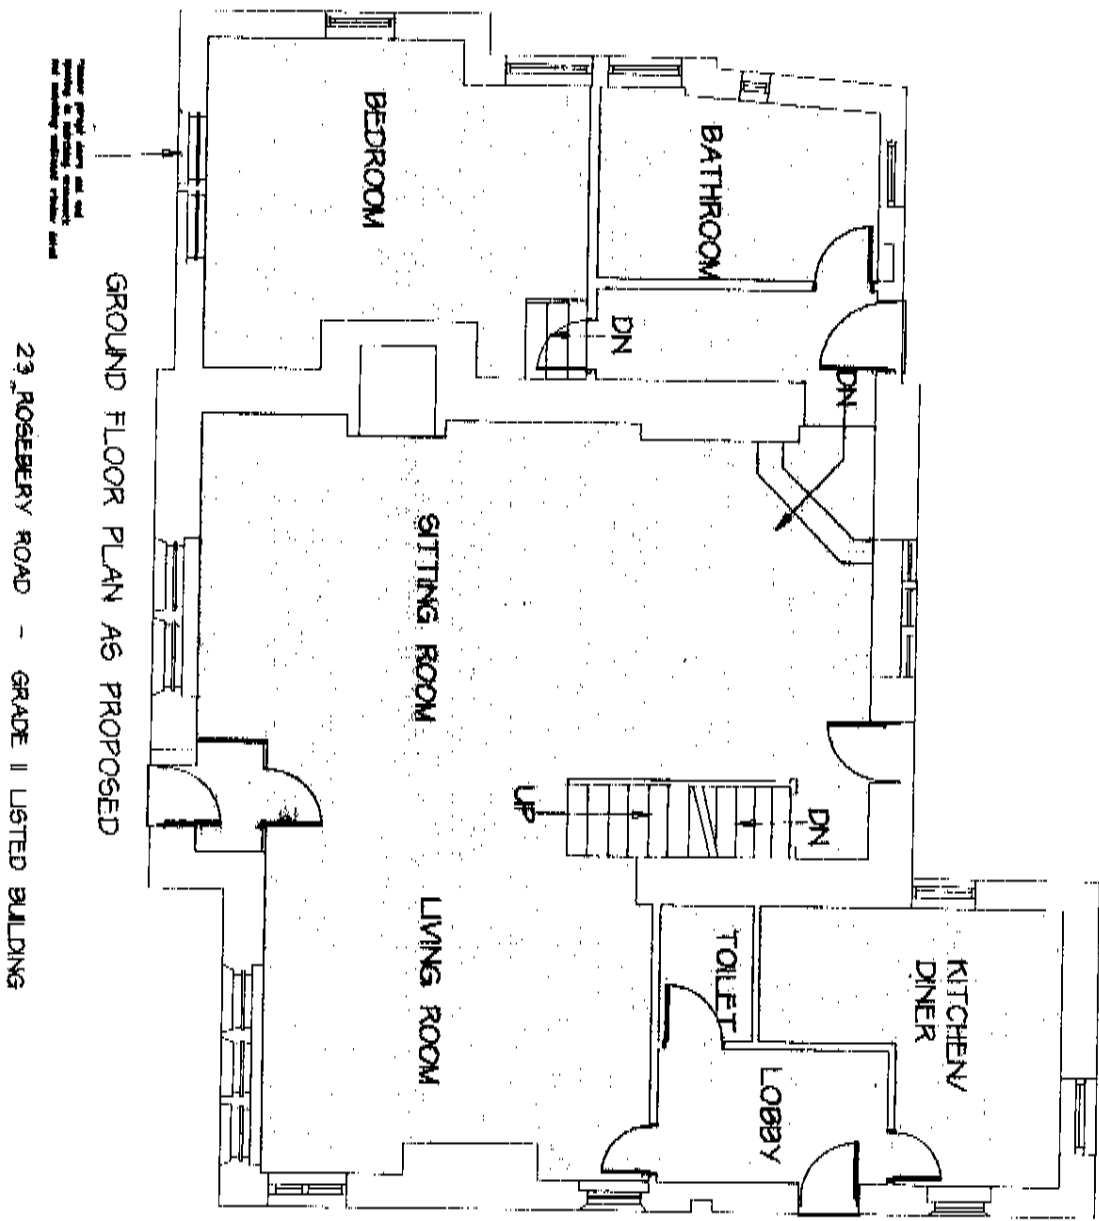 BEDROOM
BATHROOM
DN
DN
SITTING ROOM
UP
DN
LIVING ROOM
TOILET
KITCHEN/
DINER
LOBBY
GROUND FLOOR PLAN AS PROPOSED
23 ROSEBERY ROAD - GRADE II LISTED BUILDING